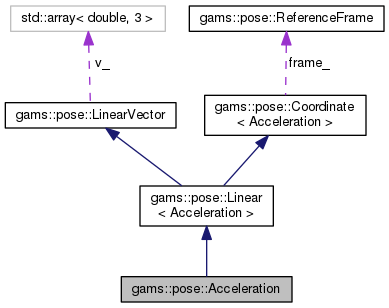 std::array< double, 3 >
gams::pose::ReferenceFrame
v_
frame_
gams::pose::LinearVector
gams::pose::Coordinate
< Acceleration >
gams::pose::Linear
< Acceleration >
gams::pose::Acceleration